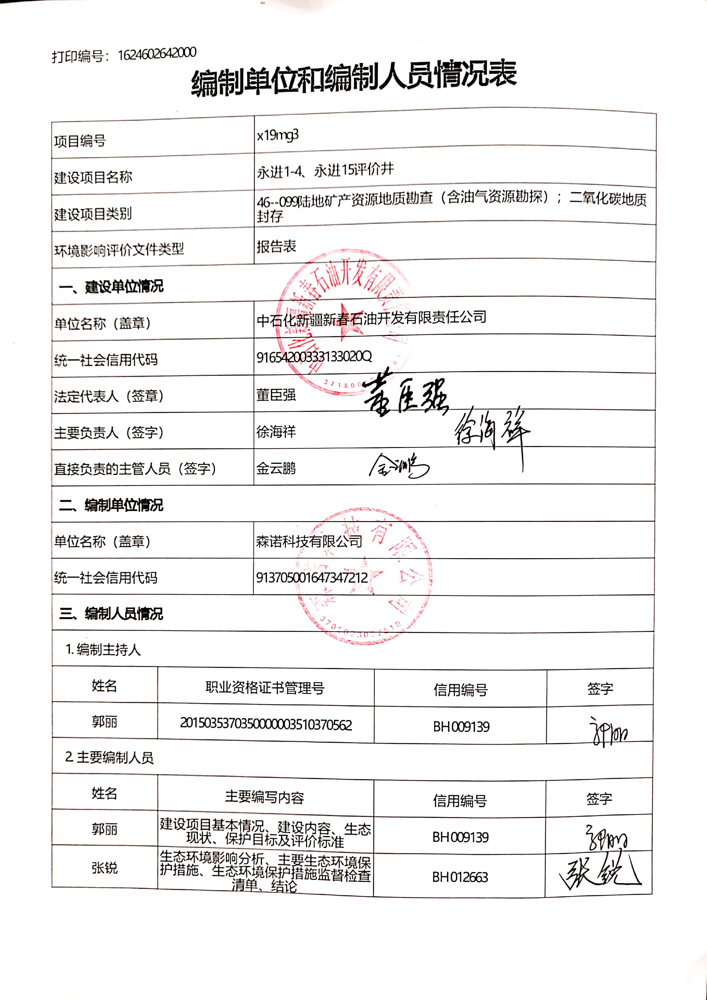 打印编号：1624602642000
编制单位和编制人员情况表
项目编号 x19mg3
建设项目名称 永进1-4、永进15评价井
建设项目类别 46--099陆地矿产资源地质勘查（含油气资源勘探）；二氧化碳地质
封存
环境影响评价文件类型 报告表
一、建设单位情况
单位名称（盖章） 中石化新疆新春石油开发有限责任公司
统一社会信用代码 91654200333133020Q
法定代表人（签章） 董臣强 董臣强
主要负责人（签字） 徐海祥 徐海祥
直接负责的主管人员（签字） 金云鹏 金云鹏
二、编制单位情况
单位名称（盖章） 森诺科技有限公司
统一社会信用代码 913705001647347212
森诺科技有限公司
3705023037510
三、编制人员情况
1. 编制主持人
姓名 职业资格证书管理号 信用编号 签字
郭丽 2015035370350000003510370562 BH009139 郭丽
2. 主要编制人员
姓名 主要编写内容 信用编号 签字
郭丽 建设项目基本情况、建设内容、生态
现状、保护目标及评价标准 BH009139 郭丽
张锐 生态环境影响分析、主要生态环境保
护措施、生态环境保护措施监督检查
清单、结论 BH012663 张锐